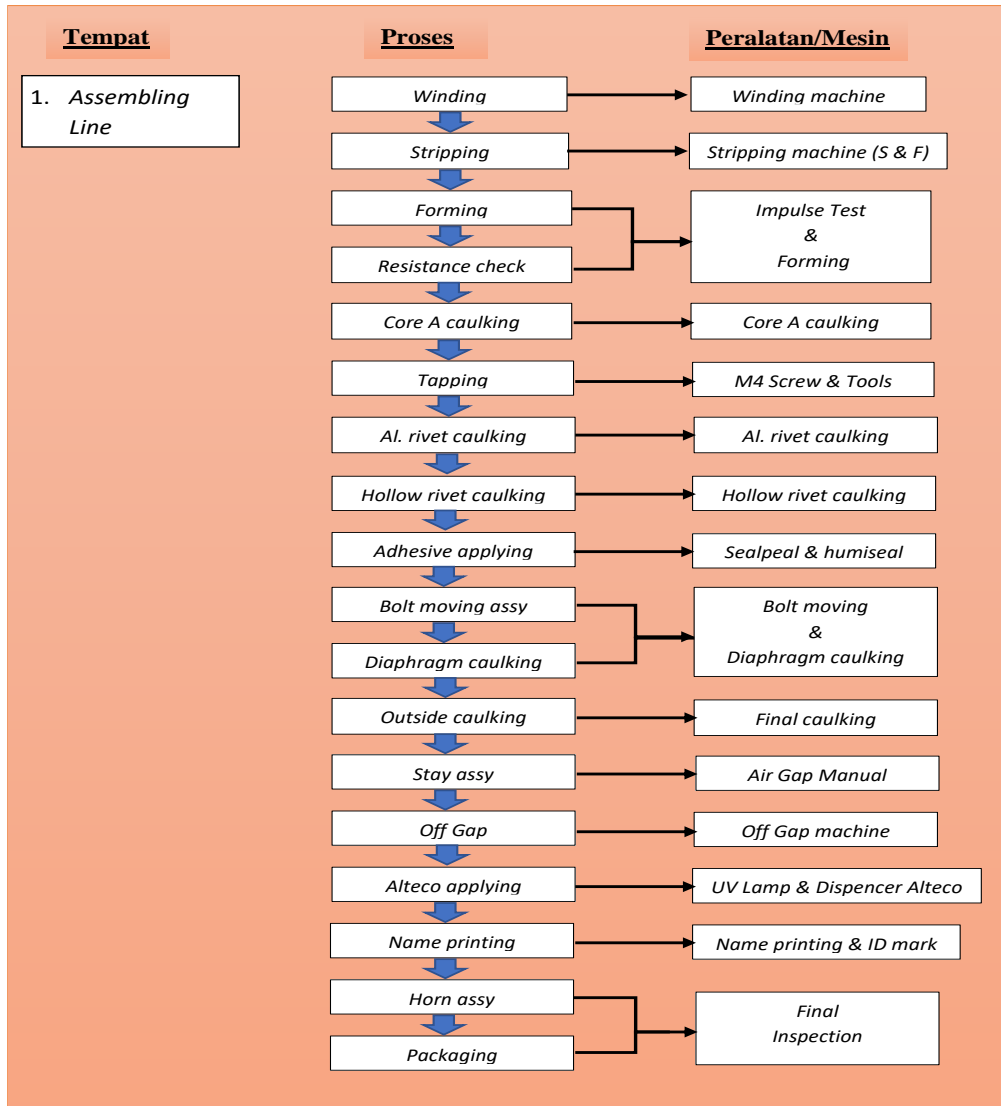 Tempat
Proses
Peralatan/Mesin
1. Assembling
Line
Winding
Winding machine
Stripping
Stripping machine (S & F)
Forming
Resistance check
Impulse Test
&
Forming
Core A caulking
Core A caulking
Tapping
M4 Screw & Tools
Al. rivet caulking
Al. rivet caulking
Hollow rivet caulking
Hollow rivet caulking
Adhesive applying
Sealpeal & humiseal
Bolt moving assy
Diaphragm caulking
Bolt moving
&
Diaphragm caulking
Outside caulking
Final caulking
Stay assy
Air Gap Manual
Off Gap
Off Gap machine
Alteco applying
UV Lamp & Dispencer Alteco
Name printing
Name printing & ID mark
Horn assy
Packaging
Final
Inspection